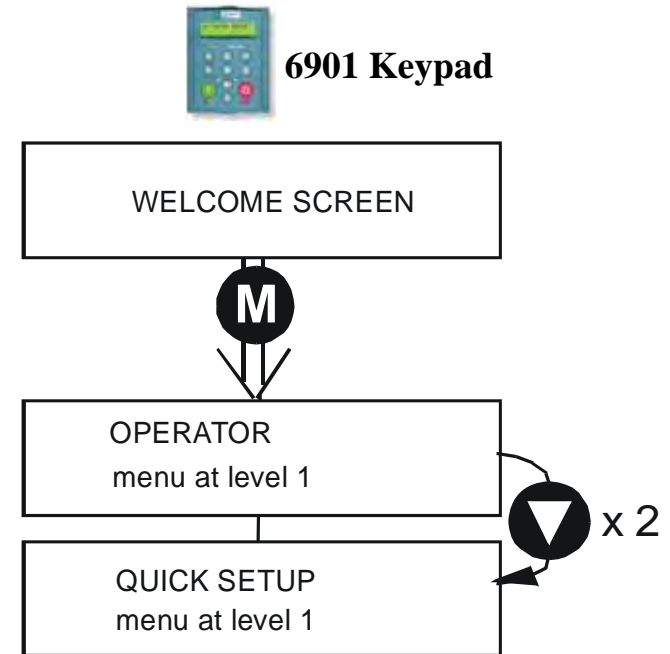 6901 Keypad
WELCOME SCREEN
M
OPERATOR
menu at level 1
x 2
QUICK SETUP
menu at level 1